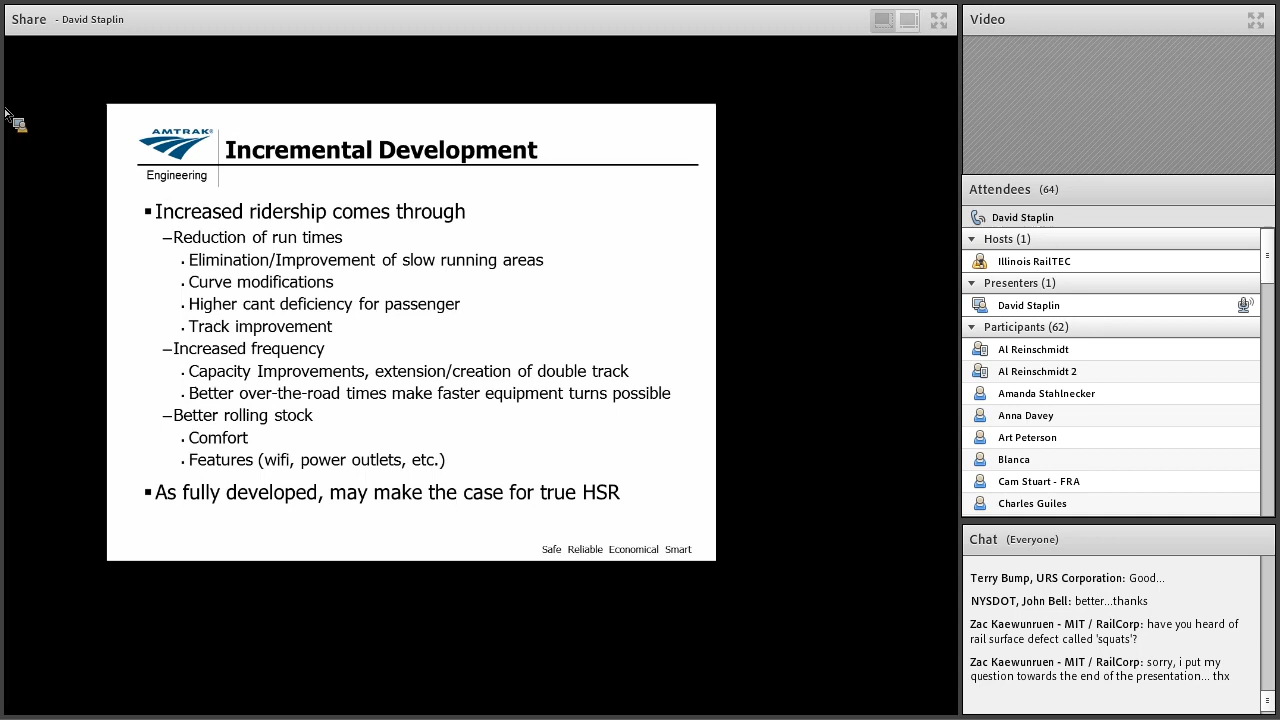 Share - David Staplin
AMTRAK®
Engineering
Incremental Development
▪Increased ridership comes through
–Reduction of run times
• Elimination/Improvement of slow running areas
• Curve modifications
• Higher cant deficiency for passenger
• Track improvement
–Increased frequency
• Capacity Improvements, extension/creation of double track
• Better over-the-road times make faster equipment turns possible
–Better rolling stock
• Comfort
• Features (wifi, power outlets, etc.)
▪As fully developed, may make the case for true HSR
Safe Reliable Economical Smart
Video
Attendees (64)
David Staplin
Hosts (1)
Illinois RailTEC
Presenters (1)
David Staplin
Participants (62)
Al Reinschmidt
Al Reinschmidt 2
Amanda Stahlnecker
Anna Davey
Art Peterson
Blanca
Cam Stuart - FRA
Charles Guiles
Chat (Everyone)
Terry Bump, URS Corporation: Good...
NYSDOT, John Bell: better...thanks
Zac Kaewunruen - MIT / RailCorp: have you heard of
rail surface defect called 'squats'?
Zac Kaewunruen - MIT / RailCorp: sorry, i put my
question towards the end of the presentation... thx